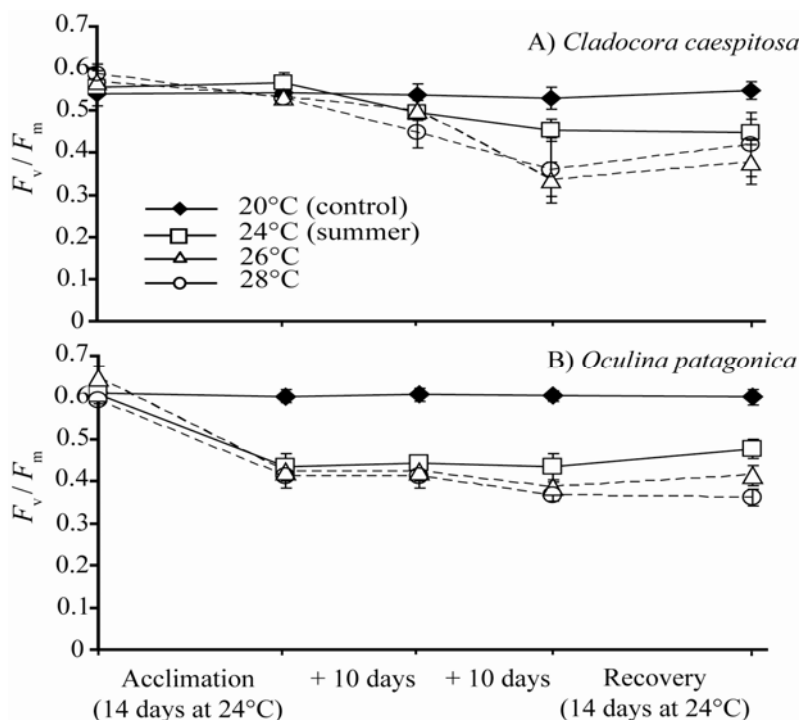 0.7
A) Cladocora caespitosa
0.6
0.5
0.4
0.3
0.2
0.1
0
Fv / Fm
20°C (control)
24°C (summer)
26°C
28°C
0.7
B) Oculina patagonica
0.6
0.5
0.4
0.3
0.2
0.1
0
Fv / Fm
Acclimation + 10 days + 10 days Recovery
(14 days at 24°C) (14 days at 24°C)